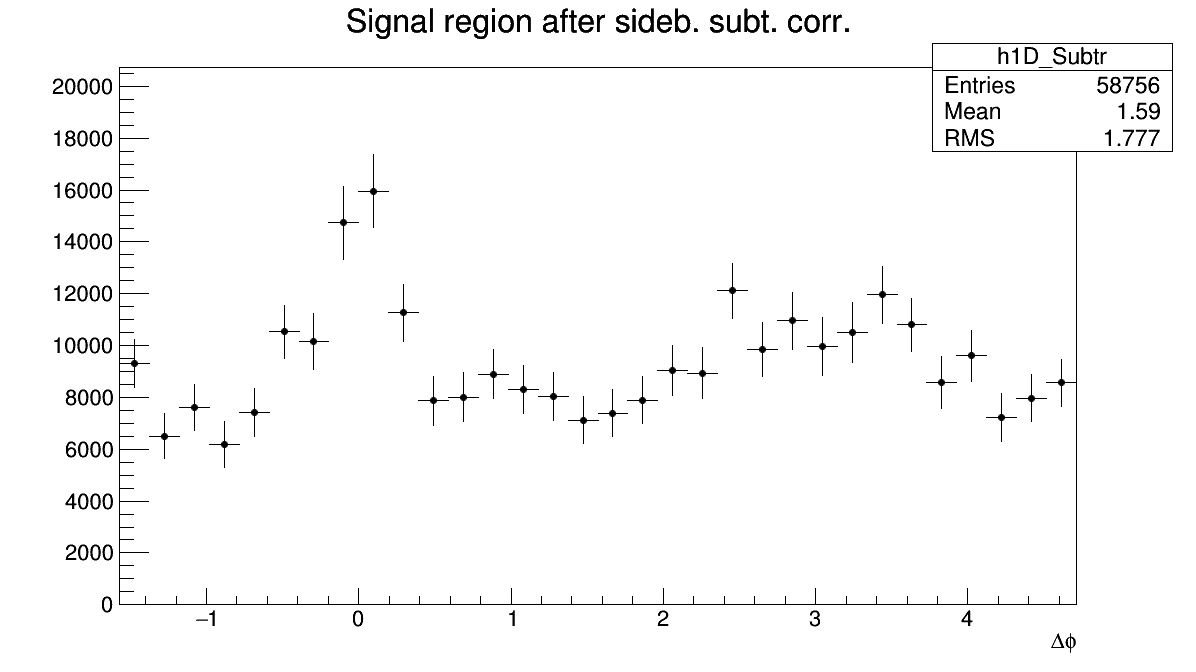 Signal region after sideb. subt. corr.
h1D_Subtr
Entries 58756
Mean 1.59
RMS 1.777
20000
18000
16000
14000
12000
10000
8000
6000
4000
2000
0
−1 0 1 2 3 4
Δϕ